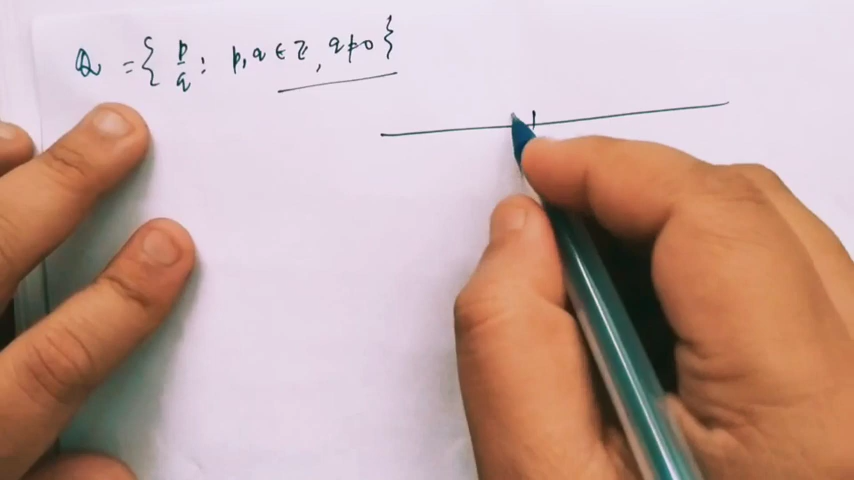 Q = { p/q : p, q ∈ Z, q ≠ 0 }